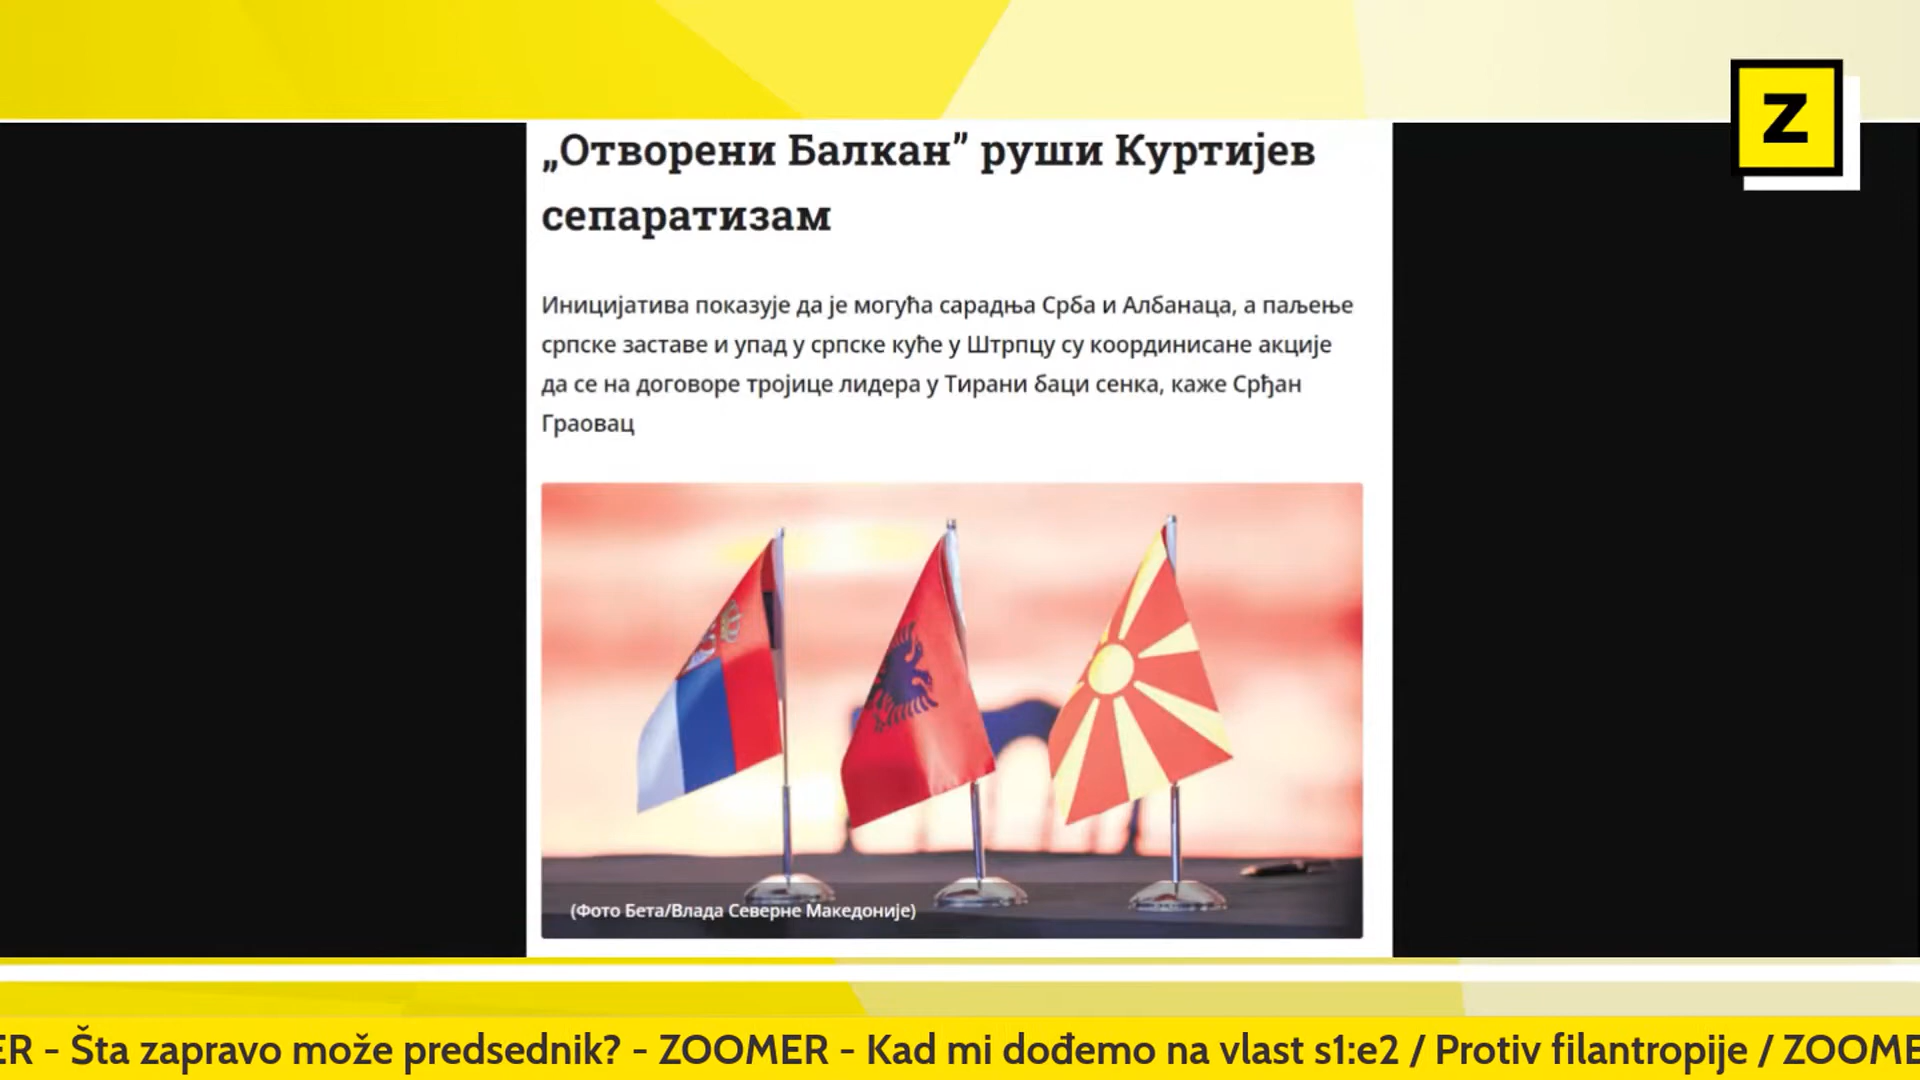 Z
„Отворени Балкан” руши Куртијев
сепаратизам
Иницијатива показује да је могућа сарадња Срба и Албанаца, а паљење
српске заставе и упад у српске куће у Штрпцу су координисане акције
да се на договоре тројице лидера у Тирани баци сенка, каже Срђан
Граовац
(Фото Бета/Влада Северне Македоније)
ER - Šta zapravo može predsednik? - ZOOMER - Kad mi dođemo na vlast s1:e2 / Protiv filantropije / ZOOME